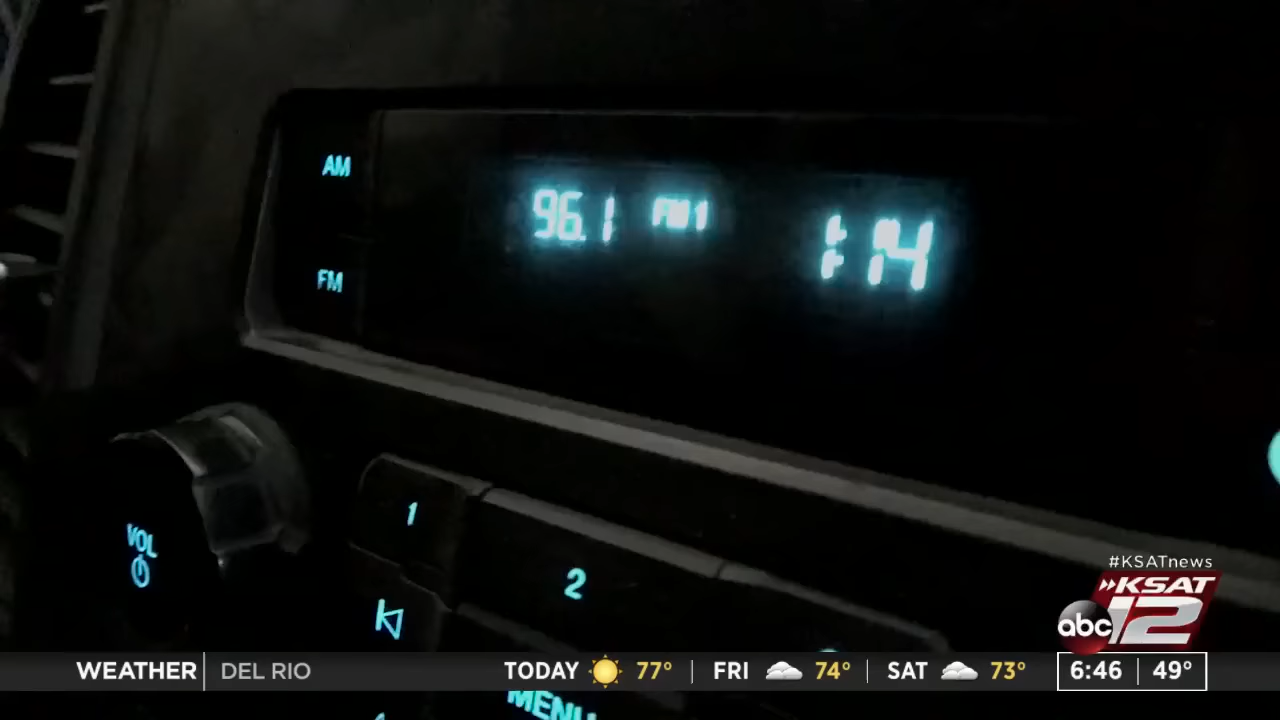 AM
96.1 FM1
1:14
FM
1
VOL
2
MENU
#KSATnews
KSAT
abc 12
WEATHER DEL RIO TODAY 77° FRI 74° SAT 73° 6:46 49°